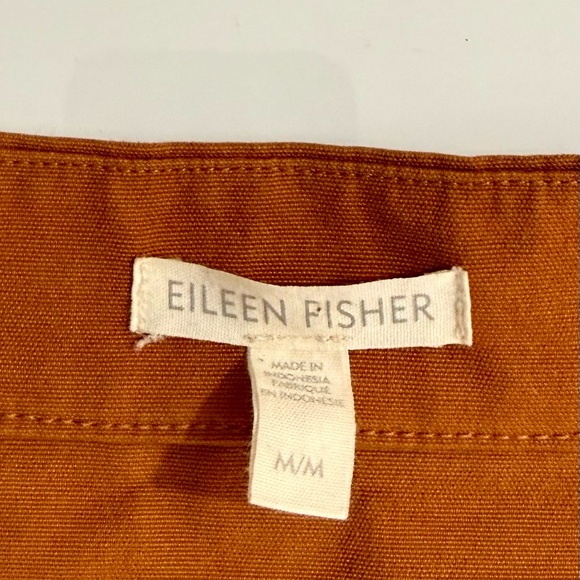 EILEEN FISHER
MADE IN
INDONESIA
FABRIQUÉ
EN INDONÉSIE
M/M